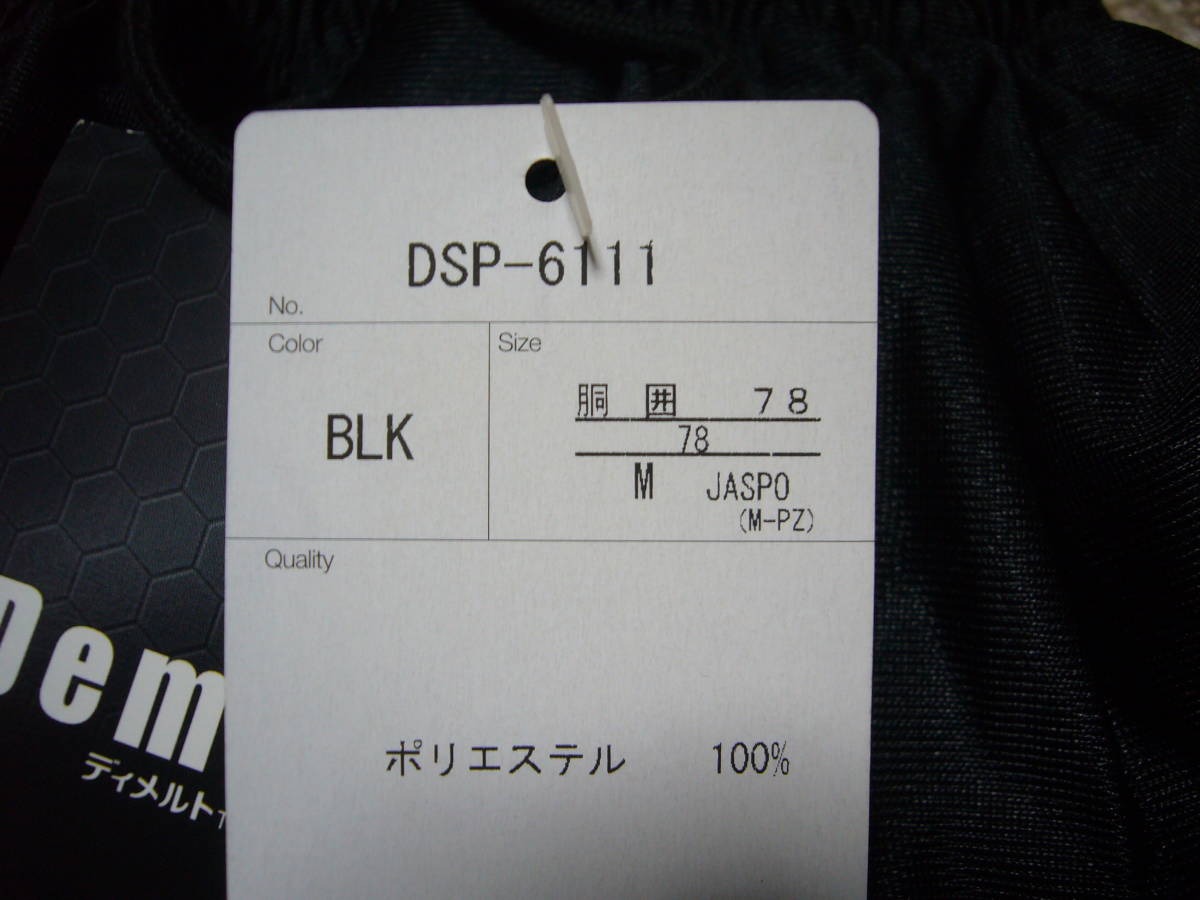 DSP-6111
No.
Color
BLK
Size
胴 囲 78
78
M JASPO
(M-PZ)
Quality
ポリエステル 100%
Dem
ディメルト